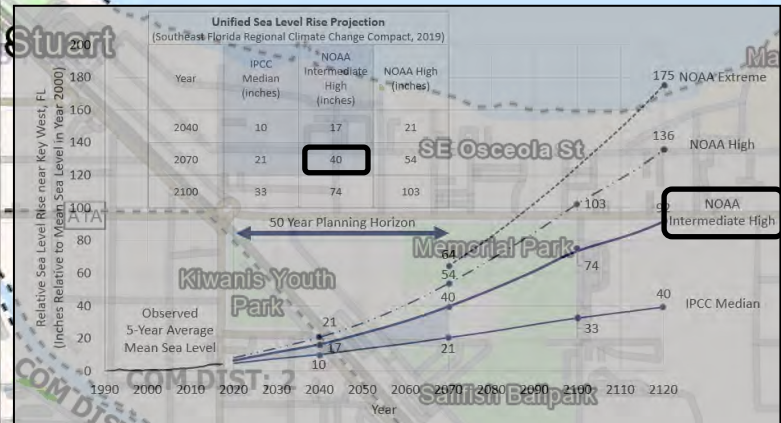 Unified Sea Level Rise Projection
(Southeast Florida Regional Climate Change Compact, 2019)
Year
IPCC Median (inches)
NOAA Intermediate High (inches)
NOAA High (inches)
2040 10 17 21
2070 21 40 54
2100 33 74 103
Relative Sea Level Rise near Key West, FL
(Inches Relative to Mean Sea Level in Year 2000)
200
180
160
140
120
100
80
60
40
20
0
50 Year Planning Horizon
Observed
5-Year Average
Mean Sea Level
175 NOAA Extreme
136
NOAA High
103
NOAA
Intermediate High
74
54
40
21
17
10
21
33
40
IPCC Median
1990 2000 2010 2020 2030 2040 2050 2060 2070 2080 2090 2100 2110 2120
Year
Stuart
Ma
SE Osceola St
A1A
Memorial Park
Kiwanis Youth
Park
COM DIST: 2
COM DIS
Sailfish Ballpark